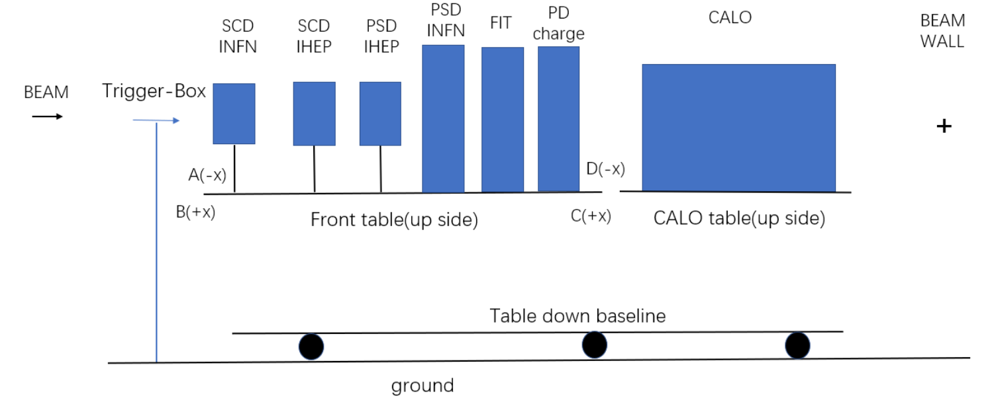 SCD
INFN
SCD
IHEP
PSD
IHEP
PSD
INFN
FIT
PD
charge
CALO
BEAM
WALL
BEAM
Trigger-Box
+
A(-x)
D(-x)
B(+x)
C(+x)
Front table(up side)
CALO table(up side)
Table down baseline
ground